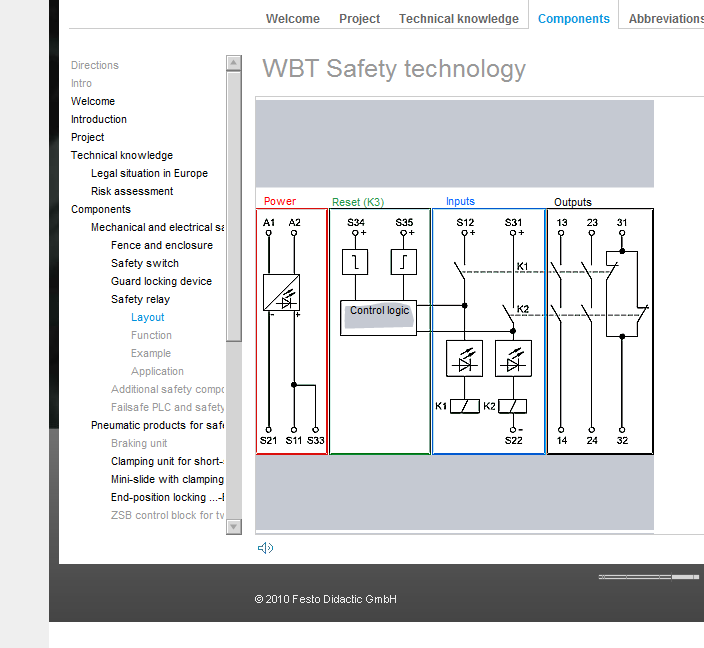 Welcome Project Technical knowledge Components Abbreviations
WBT Safety technology
Directions
Intro
Welcome
Introduction
Project
Technical knowledge
Legal situation in Europe
Risk assessment
Components
Mechanical and electrical sa
Fence and enclosure
Safety switch
Guard locking device
Safety relay
Layout
Function
Example
Application
Additional safety compo
Failsafe PLC and safety
Pneumatic products for safe
Braking unit
Clamping unit for short-
Mini-slide with clamping
End-position locking ...-
ZSB control block for tw
Power Reset (K3) Inputs Outputs
A1 A2 S34 S35 S12 S31 13 23 31
+ + + +
K1
- +
Control logic
K2
K1 K2
-
S21 S11 S33 S22 14 24 32
© 2010 Festo Didactic GmbH